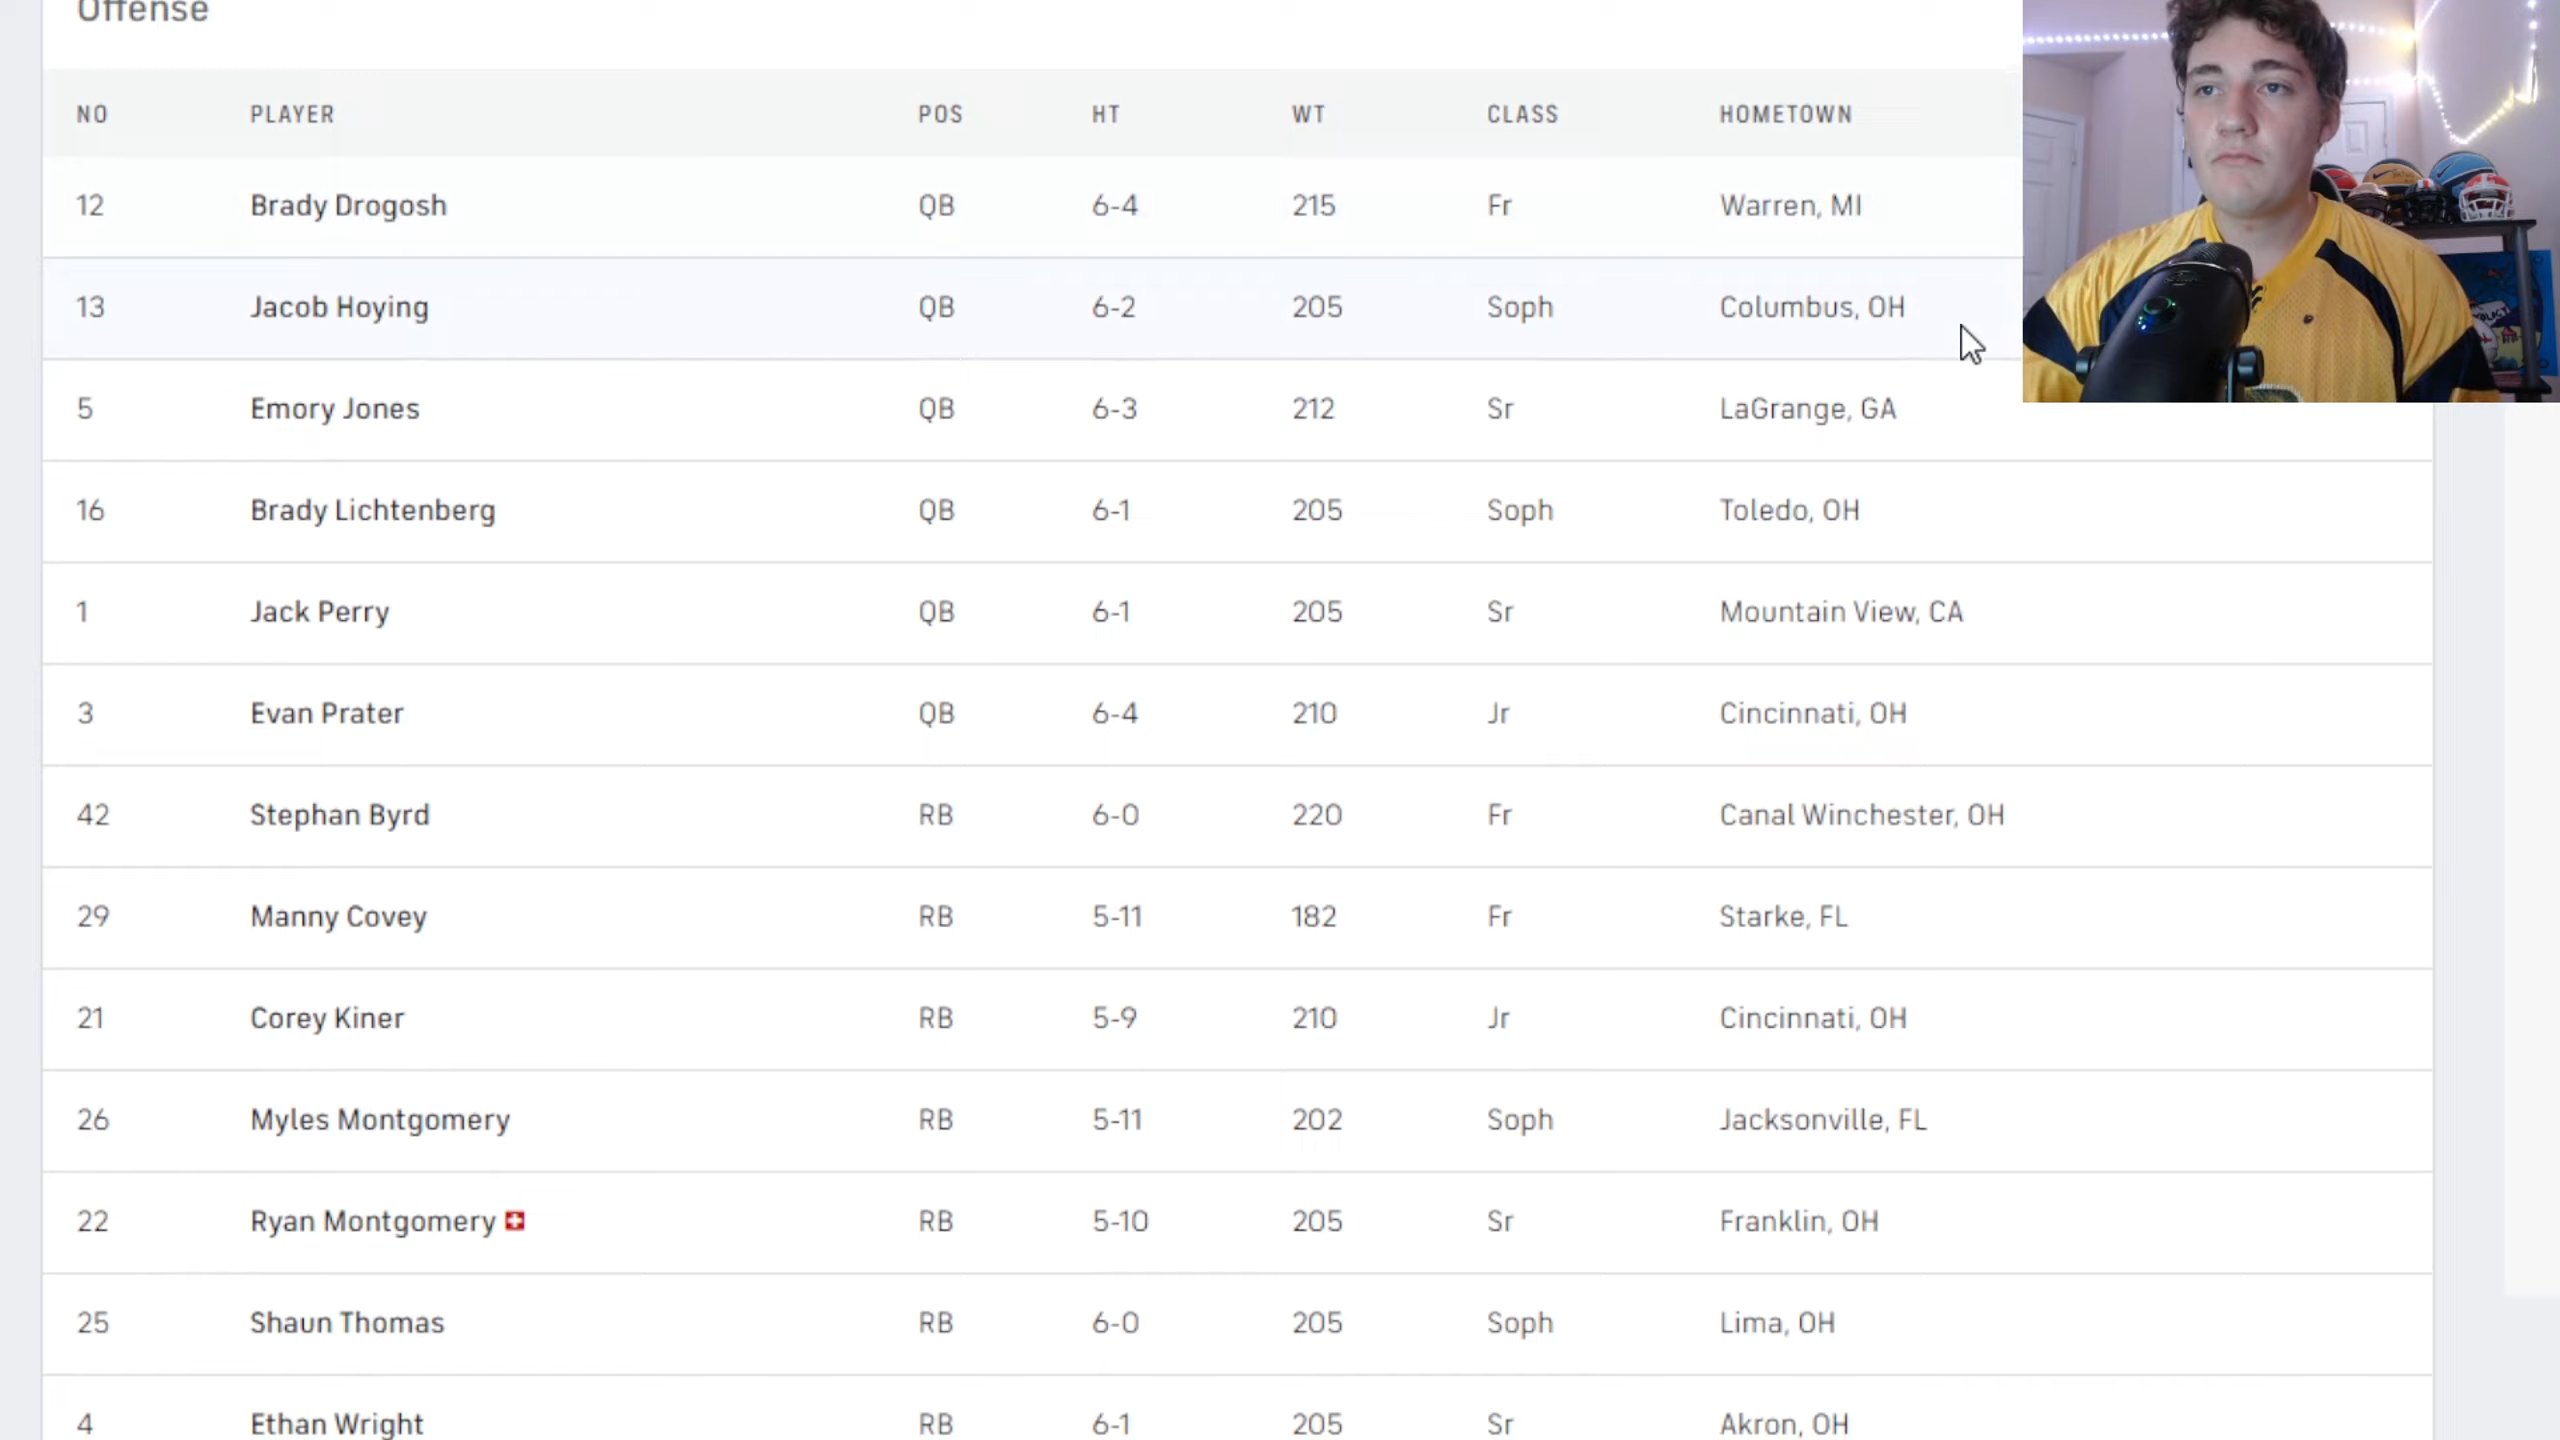 Offense
NO PLAYER POS HT WT CLASS HOMETOWN
12 Brady Drogosh QB 6-4 215 Fr Warren, MI
13 Jacob Hoying QB 6-2 205 Soph Columbus, OH
5 Emory Jones QB 6-3 212 Sr LaGrange, GA
16 Brady Lichtenberg QB 6-1 205 Soph Toledo, OH
1 Jack Perry QB 6-1 205 Sr Mountain View, CA
3 Evan Prater QB 6-4 210 Jr Cincinnati, OH
42 Stephan Byrd RB 6-0 220 Fr Canal Winchester, OH
29 Manny Covey RB 5-11 182 Fr Starke, FL
21 Corey Kiner RB 5-9 210 Jr Cincinnati, OH
26 Myles Montgomery RB 5-11 202 Soph Jacksonville, FL
22 Ryan Montgomery RB 5-10 205 Sr Franklin, OH
25 Shaun Thomas RB 6-0 205 Soph Lima, OH
4 Ethan Wright RB 6-1 205 Sr Akron, OH